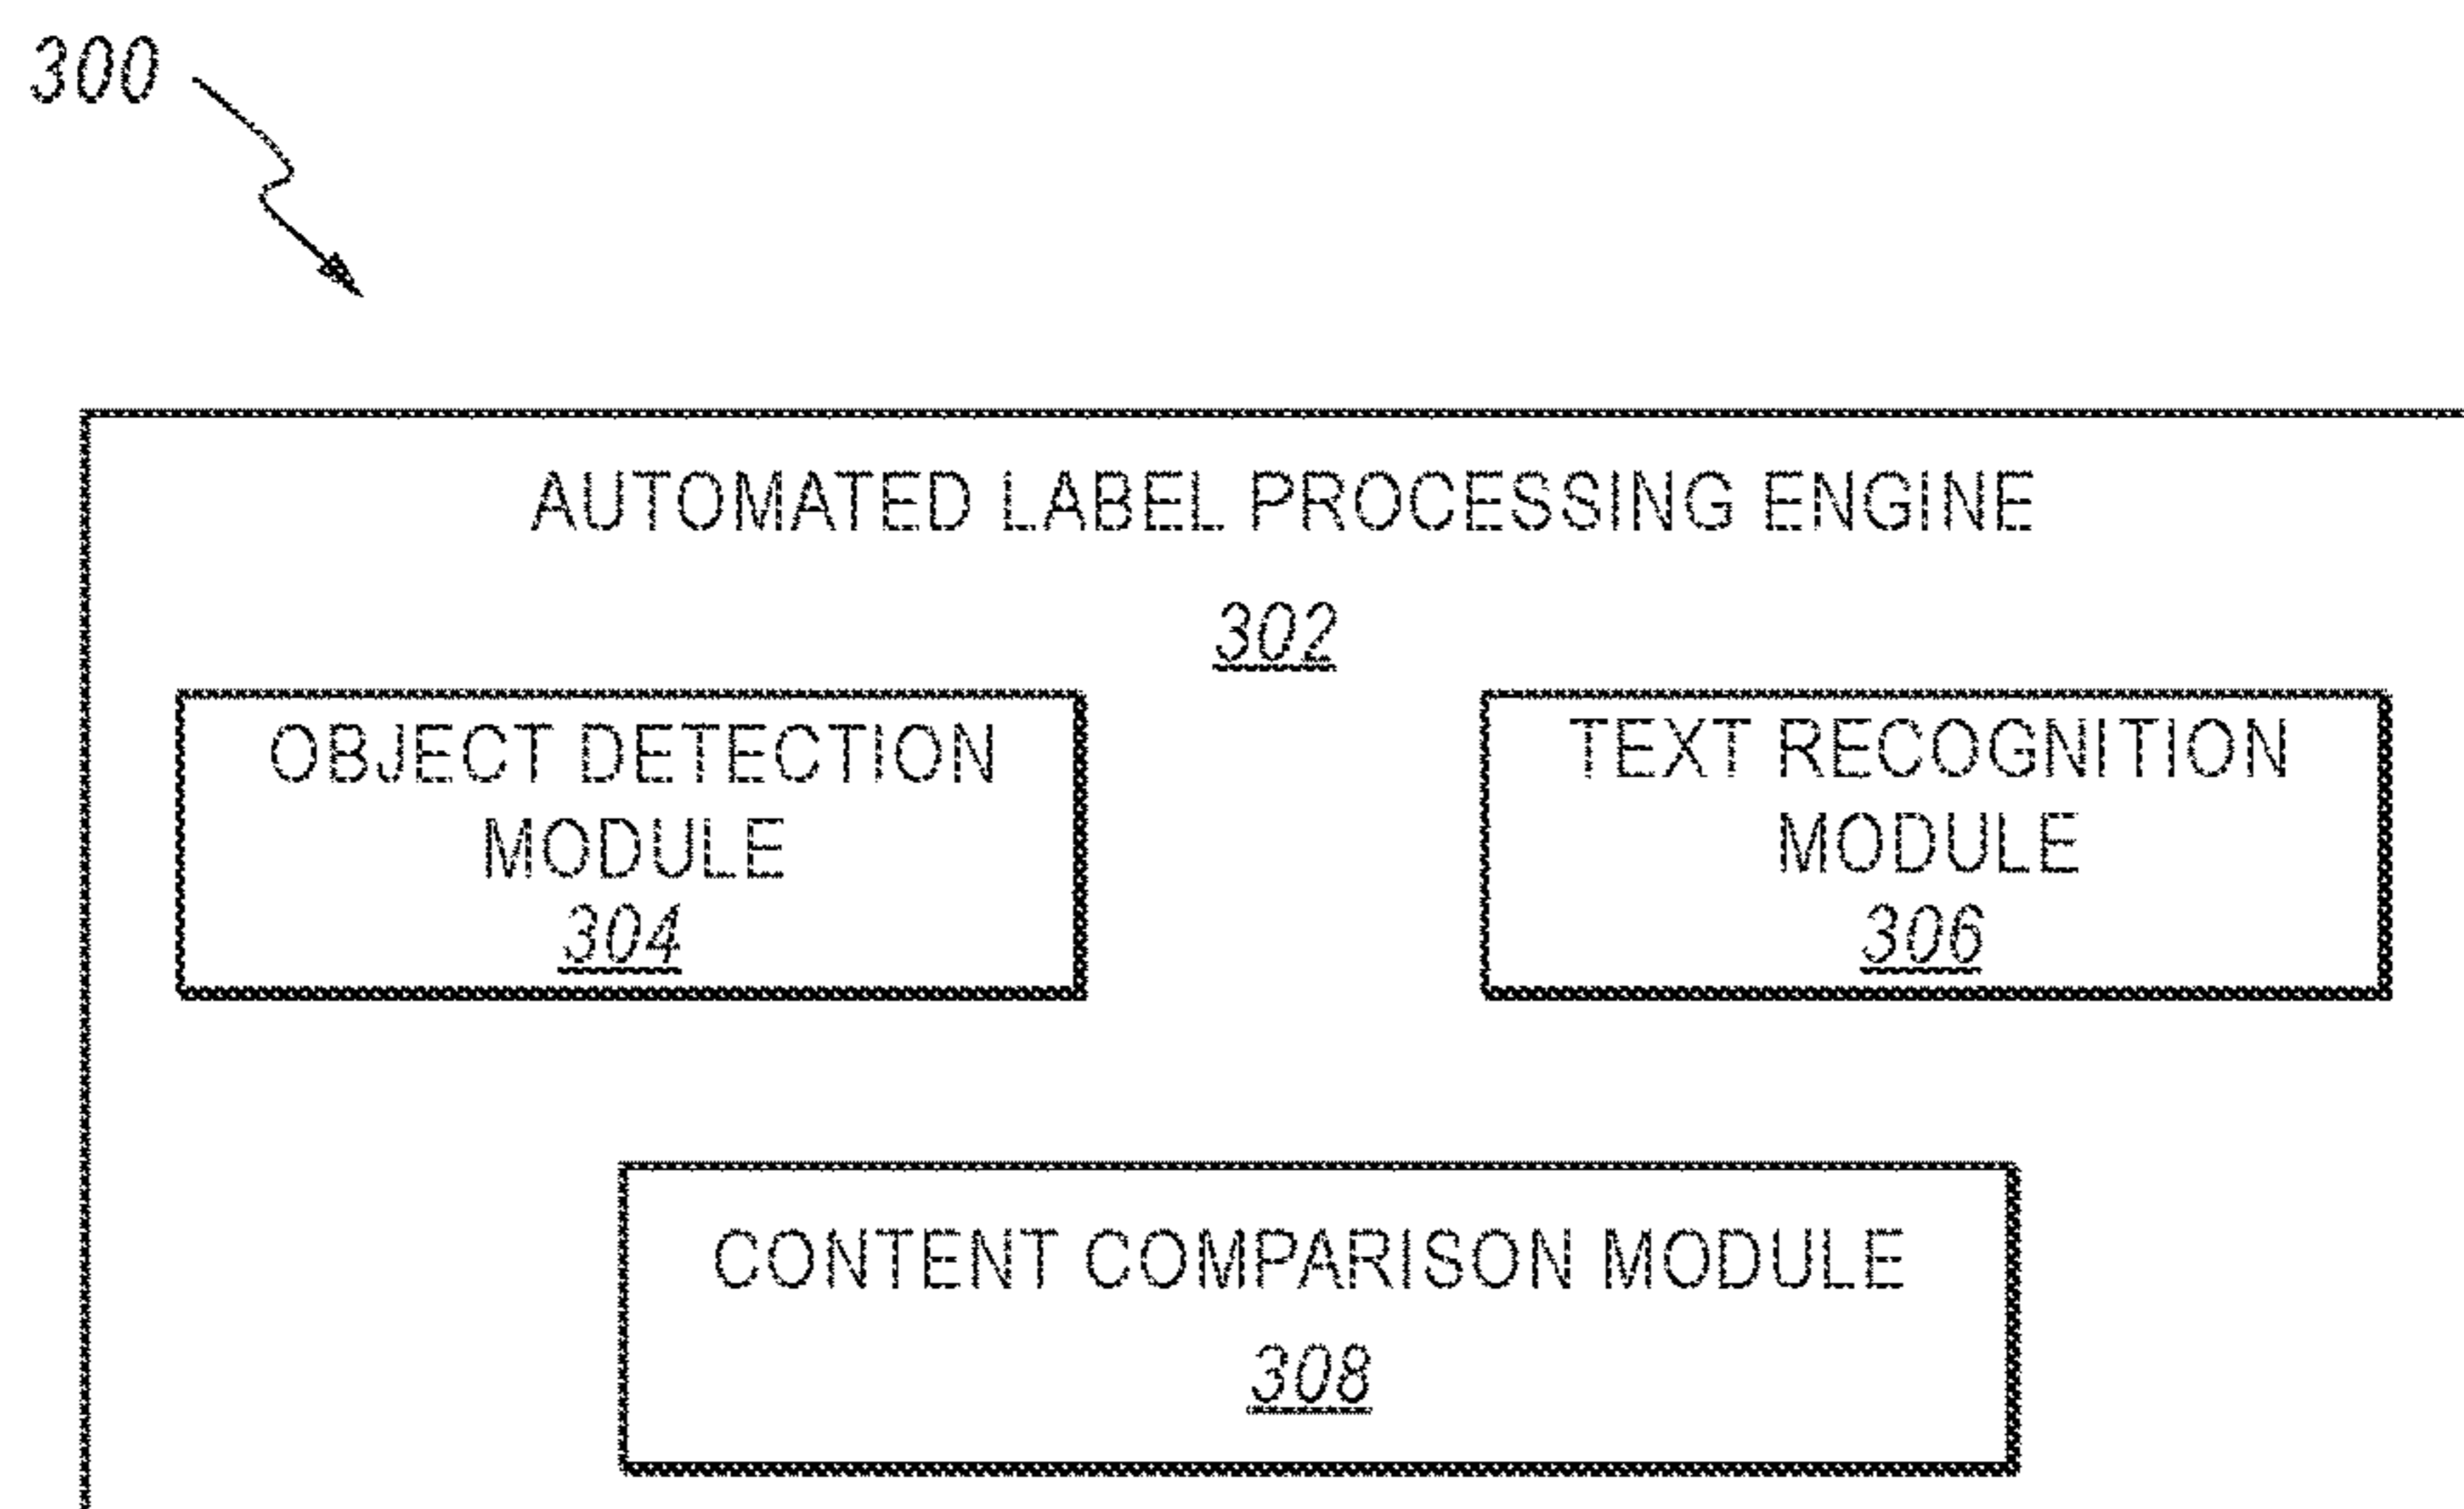 300
AUTOMATED LABEL PROCESSING ENGINE
302
OBJECT DETECTION
MODULE
304
TEXT RECOGNITION
MODULE
306
CONTENT COMPARISON MODULE
308